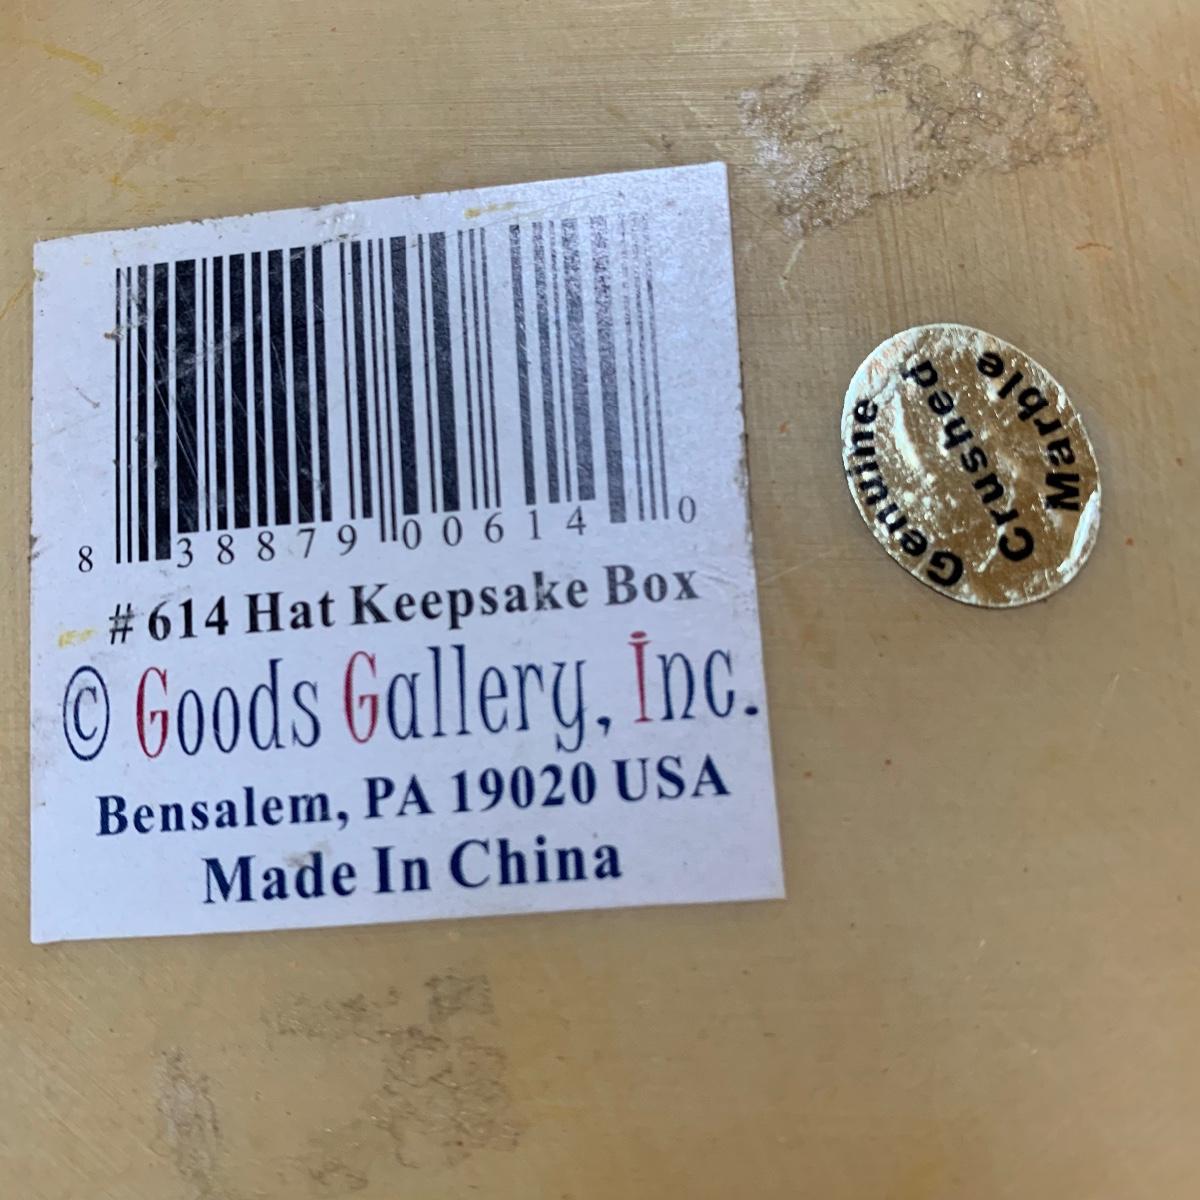 8 38879 00614 0
# 614 Hat Keepsake Box
© Goods Gallery, Inc.
Bensalem, PA 19020 USA
Made In China
Genuine
Crushed
Marble